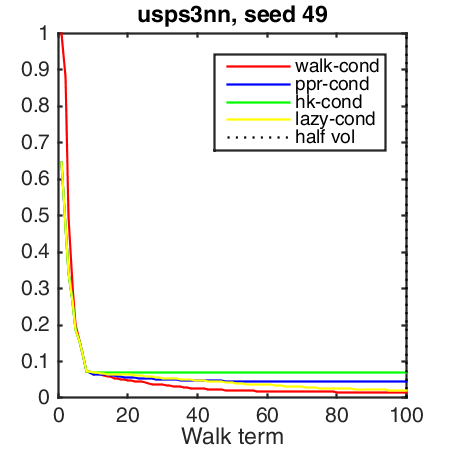 usps3nn, seed 49
1
0.9
0.8
0.7
0.6
0.5
0.4
0.3
0.2
0.1
0
walk-cond
ppr-cond
hk-cond
lazy-cond
half vol
0 20 40 60 80 100
Walk term